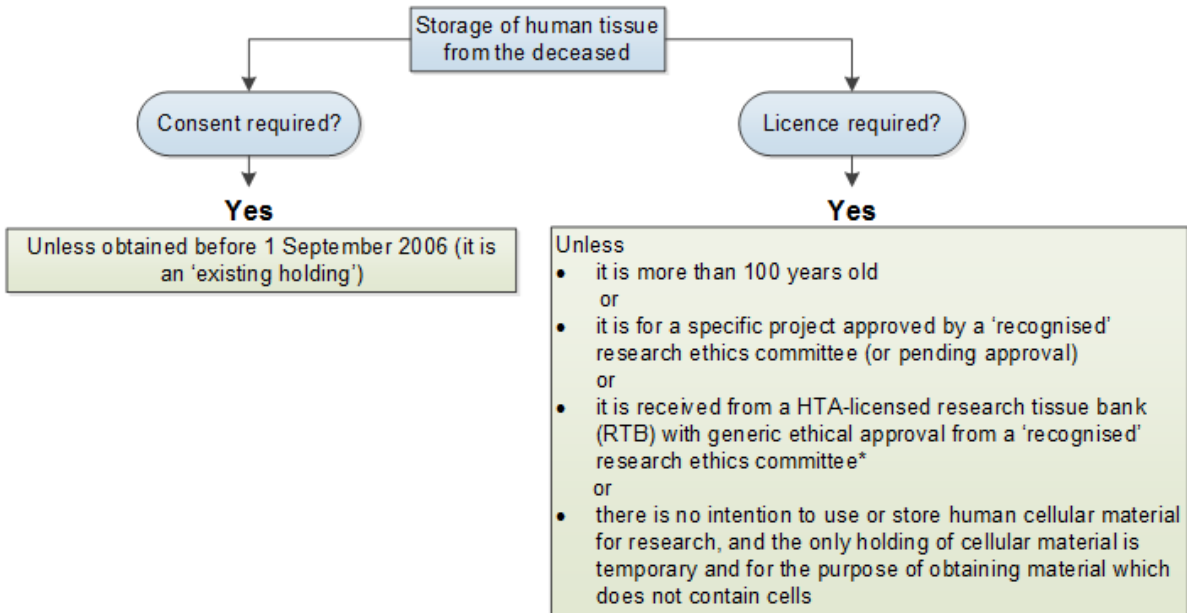 Storage of human tissue
from the deceased
Consent required?
Licence required?
Yes
Yes
Unless obtained before 1 September 2006 (it is
an ‘existing holding’)
Unless
• it is more than 100 years old
or
• it is for a specific project approved by a ‘recognised’
research ethics committee (or pending approval)
or
• it is received from a HTA-licensed research tissue bank
(RTB) with generic ethical approval from a ‘recognised’
research ethics committee*
or
• there is no intention to use or store human cellular material
for research, and the only holding of cellular material is
temporary and for the purpose of obtaining material which
does not contain cells